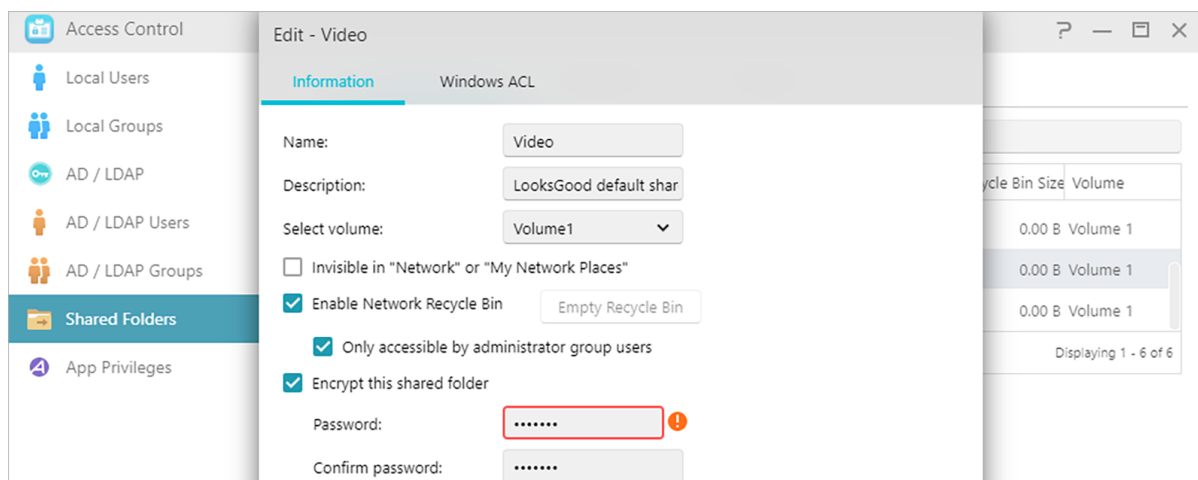 Access Control
Local Users
Local Groups
AD / LDAP
AD / LDAP Users
AD / LDAP Groups
Shared Folders
App Privileges
Edit - Video
Information Windows ACL
Name: Video
Description: LooksGood default shar
Select volume: Volume1
Invisible in "Network" or "My Network Places"
Enable Network Recycle Bin Empty Recycle Bin
Only accessible by administrator group users
Encrypt this shared folder
Password: •••••••
Confirm password: •••••••
ycle Bin Size Volume
0.00 B Volume 1
0.00 B Volume 1
0.00 B Volume 1
Displaying 1 - 6 of 6